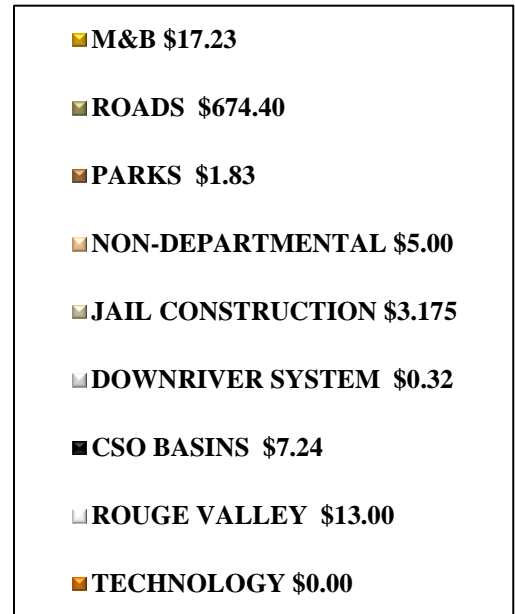 M&B $17.23
ROADS $674.40
PARKS $1.83
NON-DEPARTMENTAL $5.00
JAIL CONSTRUCTION $3.175
DOWNRIVER SYSTEM $0.32
CSO BASINS $7.24
ROUGE VALLEY $13.00
TECHNOLOGY $0.00